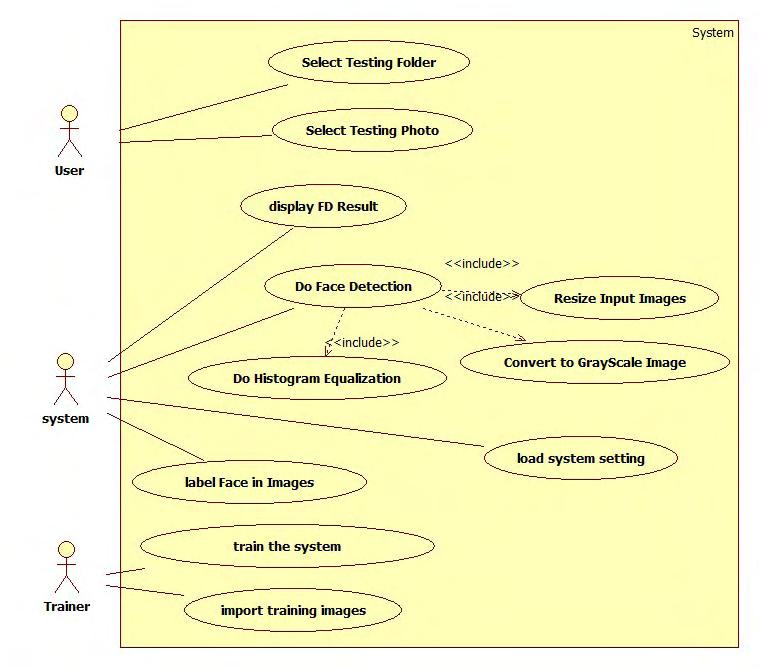 System
Select Testing Folder
Select Testing Photo
User
display FD Result
<<include>>
Do Face Detection
<<include>>
Resize Input Images
<<include>>
Convert to GrayScale Image
Do Histogram Equalization
system
load system setting
label Face in Images
train the system
Trainer
import training images